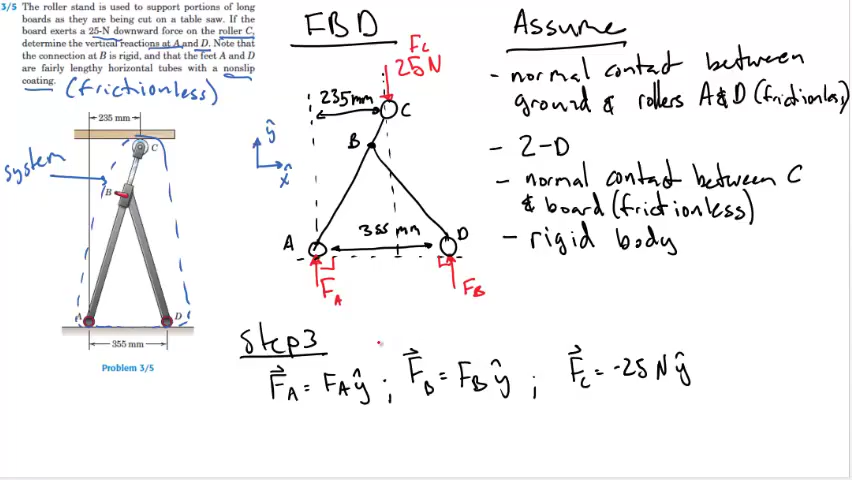 3/5 The roller stand is used to support portions of long
boards as they are being cut on a table saw. If the
board exerts a 25-N downward force on the roller C,
determine the vertical reactions at A and D. Note that
the connection at B is rigid, and that the feet A and D
are fairly lengthy horizontal tubes with a nonslip
coating.
(frictionless)
235 mm
C
system
B
A
D
355 mm
Problem 3/5
FBD
F_C
25 N
235mm
C
B
ŷ
x̂
A
355 mm
D
F_A
F_B
Assume
- normal contact between
ground & rollers A & D (frictionless)
- 2-D
- normal contact between C
& board (frictionless)
- rigid body
Step 3
F⃗_A = F_A ŷ ; F⃗_B = F_B ŷ ; F⃗_C = -25 N ŷ